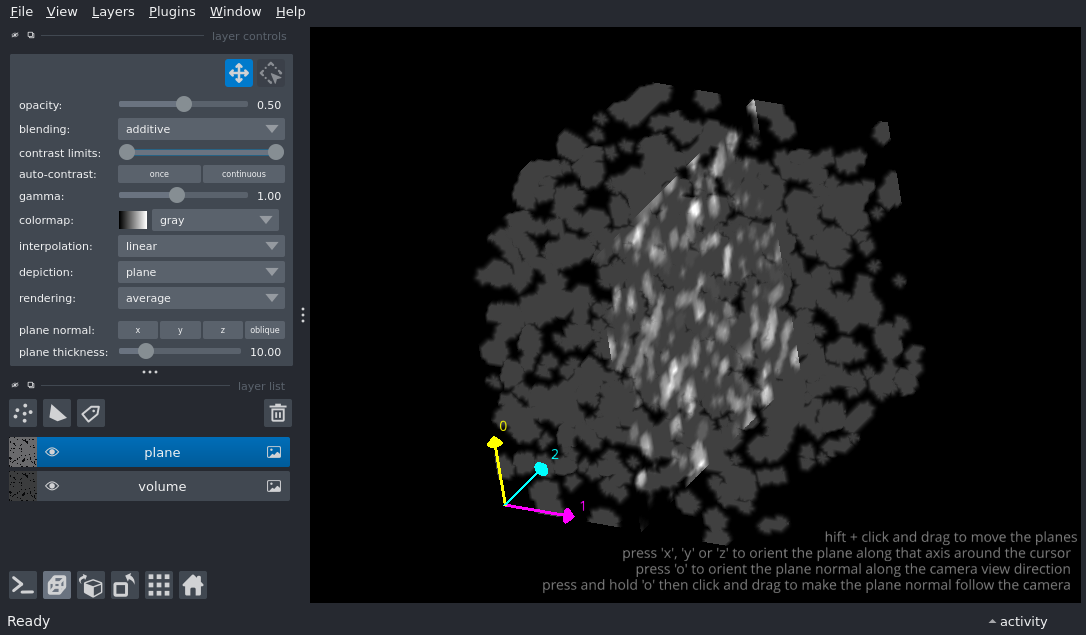 File View Layers Plugins Window Help
layer controls
opacity: 0.50
blending: additive
contrast limits:
auto-contrast: once continuous
gamma: 1.00
colormap: gray
interpolation: linear
depiction: plane
rendering: average
plane normal: x y z oblique
plane thickness: 10.00
layer list
plane
volume
0
2
1
hift + click and drag to move the planes
press 'x', 'y' or 'z' to orient the plane along that axis around the cursor
press 'o' to orient the plane normal along the camera view direction
press and hold 'o' then click and drag to make the plane normal follow the camera
Ready activity